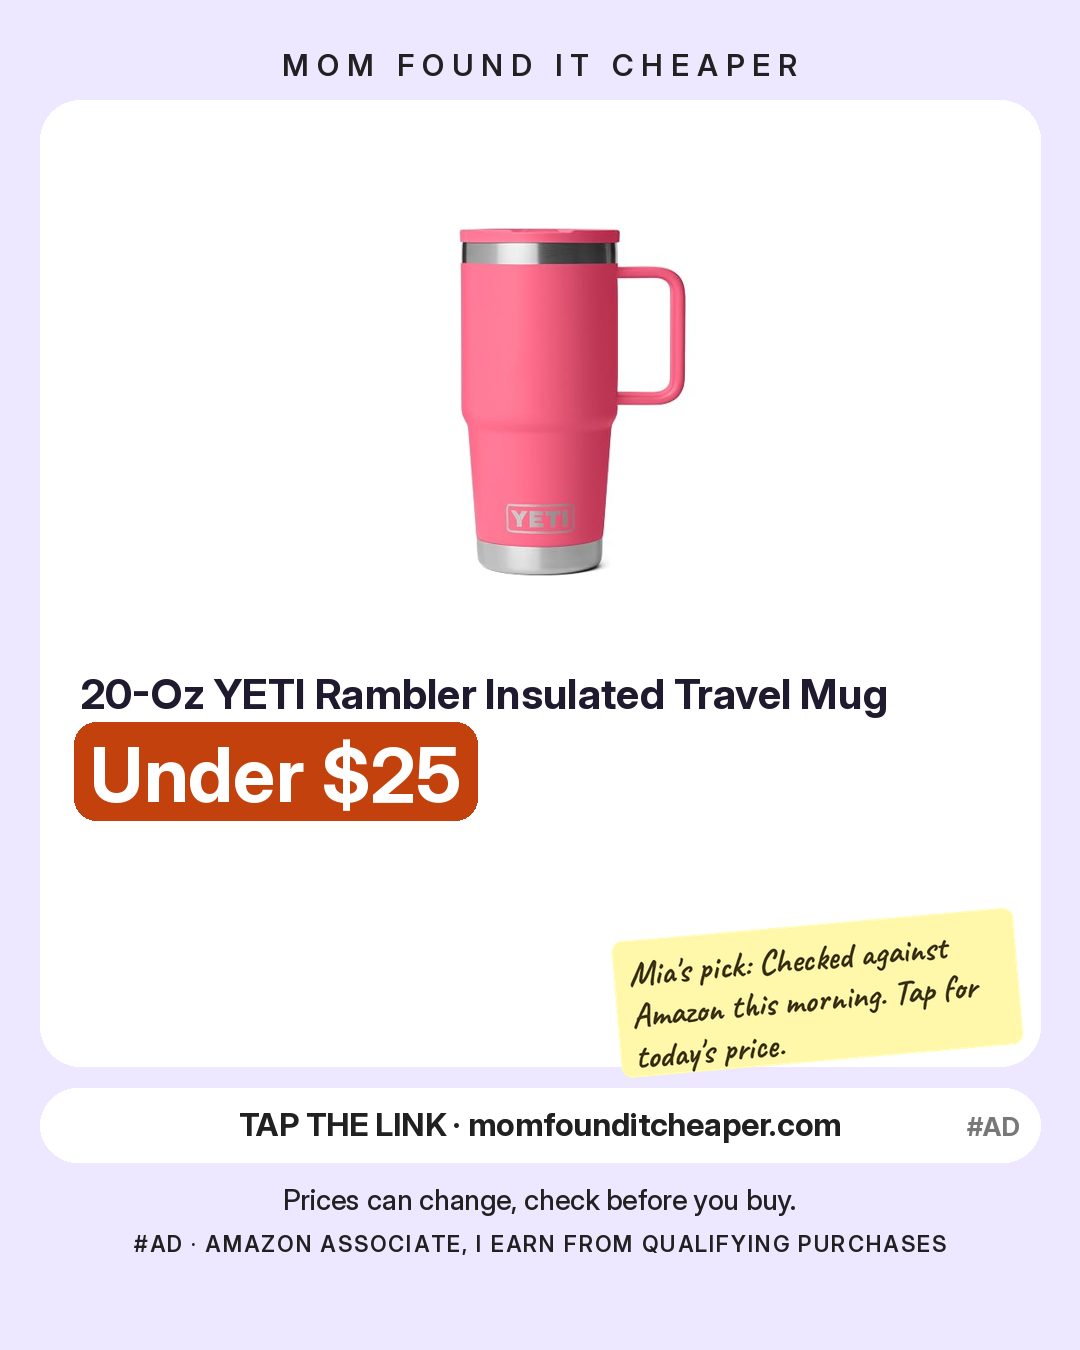 MOM FOUND IT CHEAPER
YETI
20-Oz YETI Rambler Insulated Travel Mug
Under $25
Mia's pick: Checked against
Amazon this morning. Tap for
today's price.
TAP THE LINK · momfounditcheaper.com
#AD
Prices can change, check before you buy.
#AD · AMAZON ASSOCIATE, I EARN FROM QUALIFYING PURCHASES